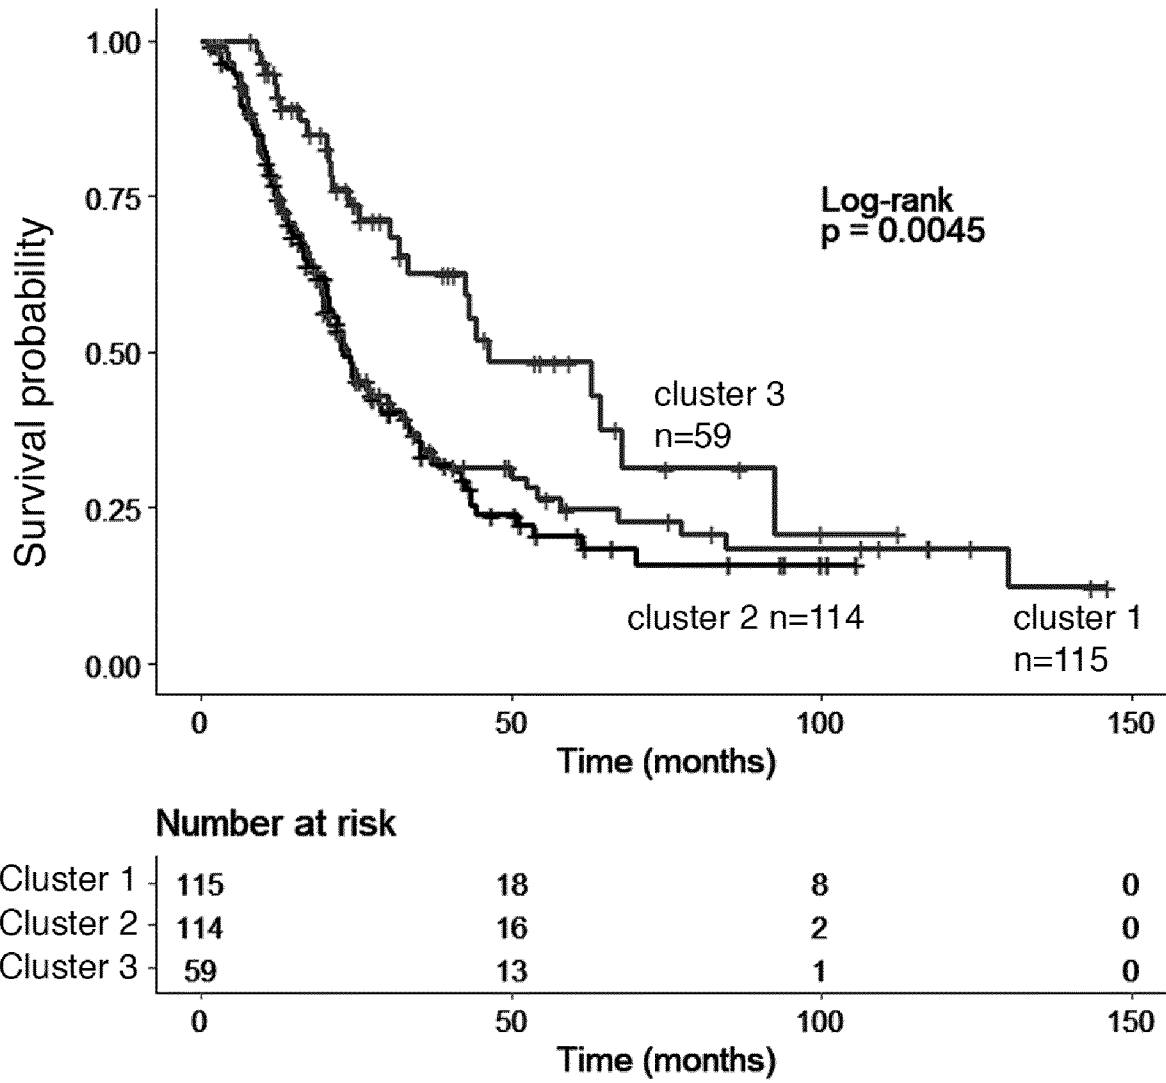 1.00
0.75
0.50
0.25
0.00
Survival probability
Log-rank
p = 0.0045
cluster 3
n=59
cluster 2 n=114
cluster 1
n=115
0 50 100 150
Time (months)
Number at risk
Cluster 1 115 18 8 0
Cluster 2 114 16 2 0
Cluster 3 59 13 1 0
0 50 100 150
Time (months)